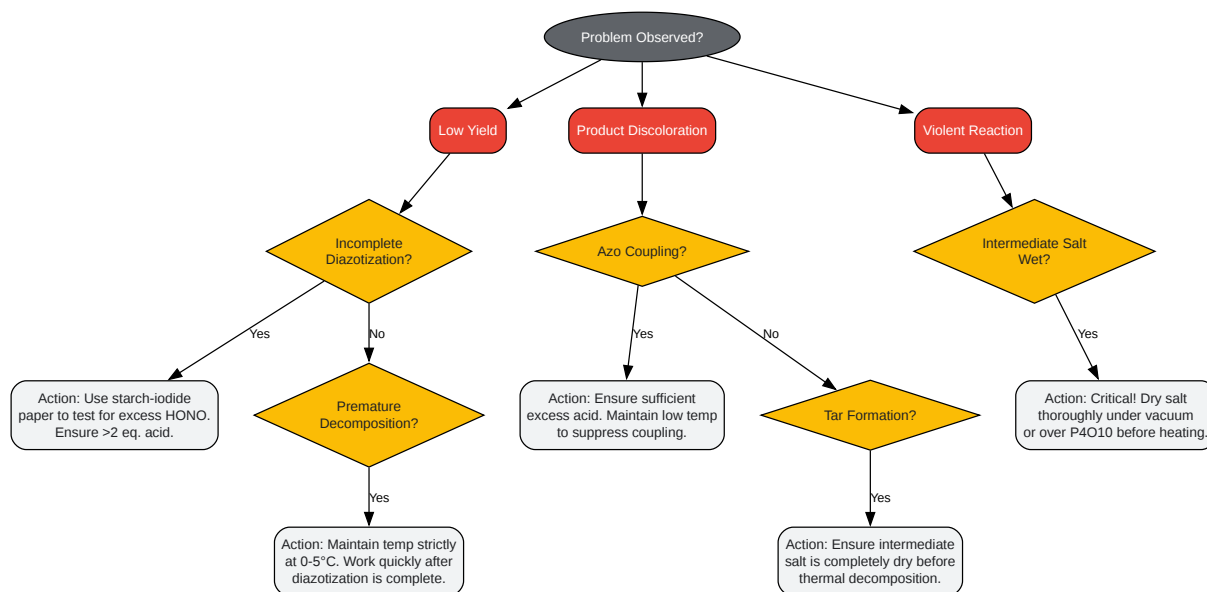 Problem Observed?
Low Yield
Product Discoloration
Violent Reaction
Incomplete
Diazotization?
Azo Coupling?
Intermediate Salt
Wet?
Yes
No
Yes
No
Yes
Action: Use starch-iodide
paper to test for excess HONO.
Ensure >2 eq. acid.
Premature
Decomposition?
Action: Ensure sufficient
excess acid. Maintain low temp
to suppress coupling.
Tar Formation?
Action: Critical! Dry salt
thoroughly under vacuum
or over P4O10 before heating.
Yes
Yes
Action: Maintain temp strictly
at 0-5°C. Work quickly after
diazotization is complete.
Action: Ensure intermediate
salt is completely dry before
thermal decomposition.